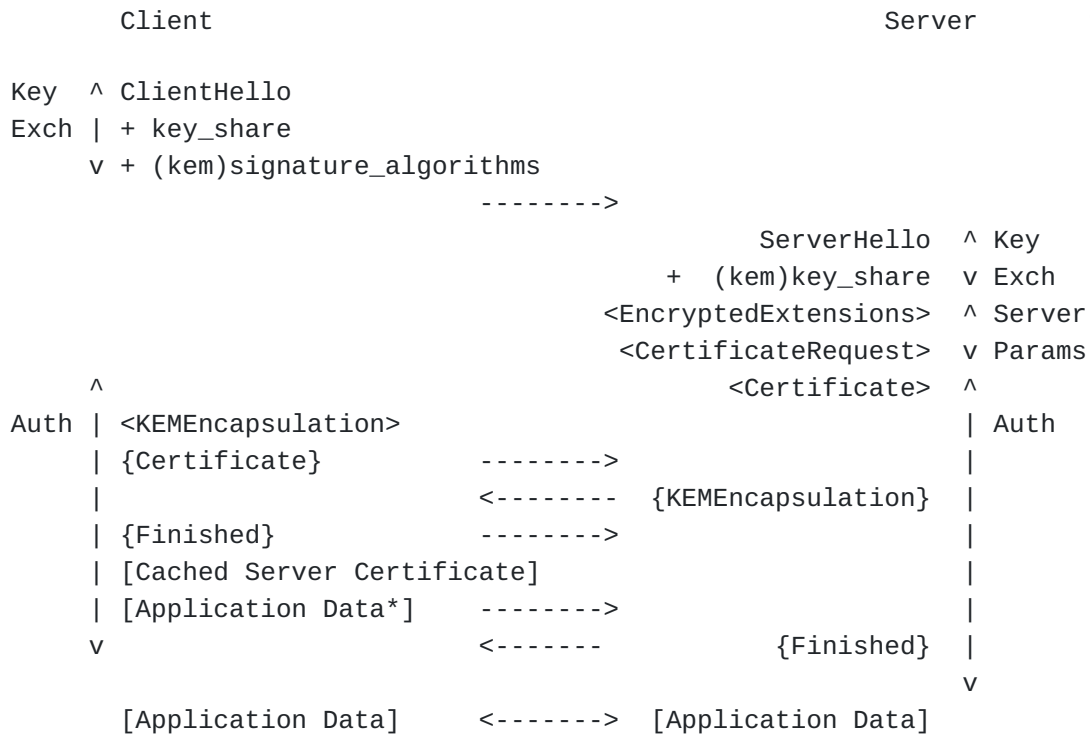 Client                                           Server

Key  ^ ClientHello
Exch | + key_share
     v + (kem)signature_algorithms
                              -------->
                                                ServerHello  ^ Key
                                          +  (kem)key_share  v Exch
                                      <EncryptedExtensions>  ^ Server
                                       <CertificateRequest>  v Params
     ^                                        <Certificate>  ^
Auth | <KEMEncapsulation>                                    | Auth
     | {Certificate}          -------->                      |
     |                        <--------  {KEMEncapsulation}  |
     | {Finished}             -------->                      |
     | [Cached Server Certificate]                           |
     | [Application Data*]    -------->                      |
     v                        <-------           {Finished}  |
                                                             v
       [Application Data]     <------->  [Application Data]